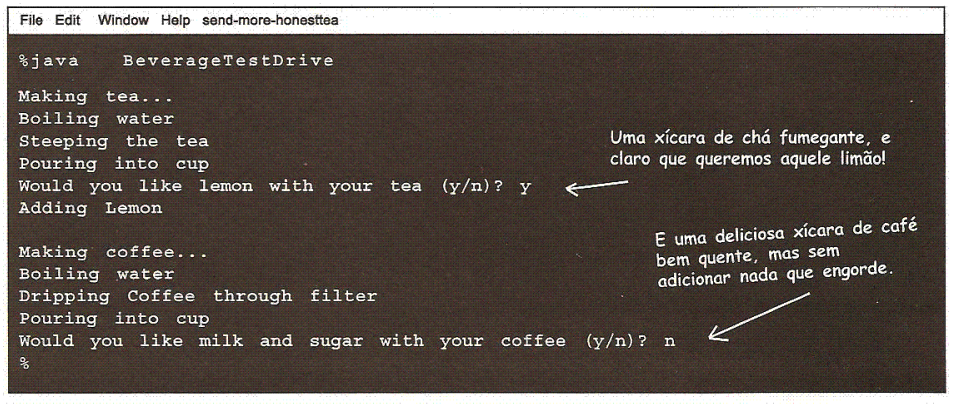 File Edit Window Help send-more-honesttea
%java BeverageTestDrive
Making tea...
Boiling water
Steeping the tea
Pouring into cup
Would you like lemon with your tea (y/n)? y
Adding Lemon
Uma xícara de chá fumegante, e
claro que queremos aquele limão!
Making coffee...
Boiling water
Dripping Coffee through filter
Pouring into cup
Would you like milk and sugar with your coffee (y/n)? n
%
E uma deliciosa xícara de café
bem quente, mas sem
adicionar nada que engorde.